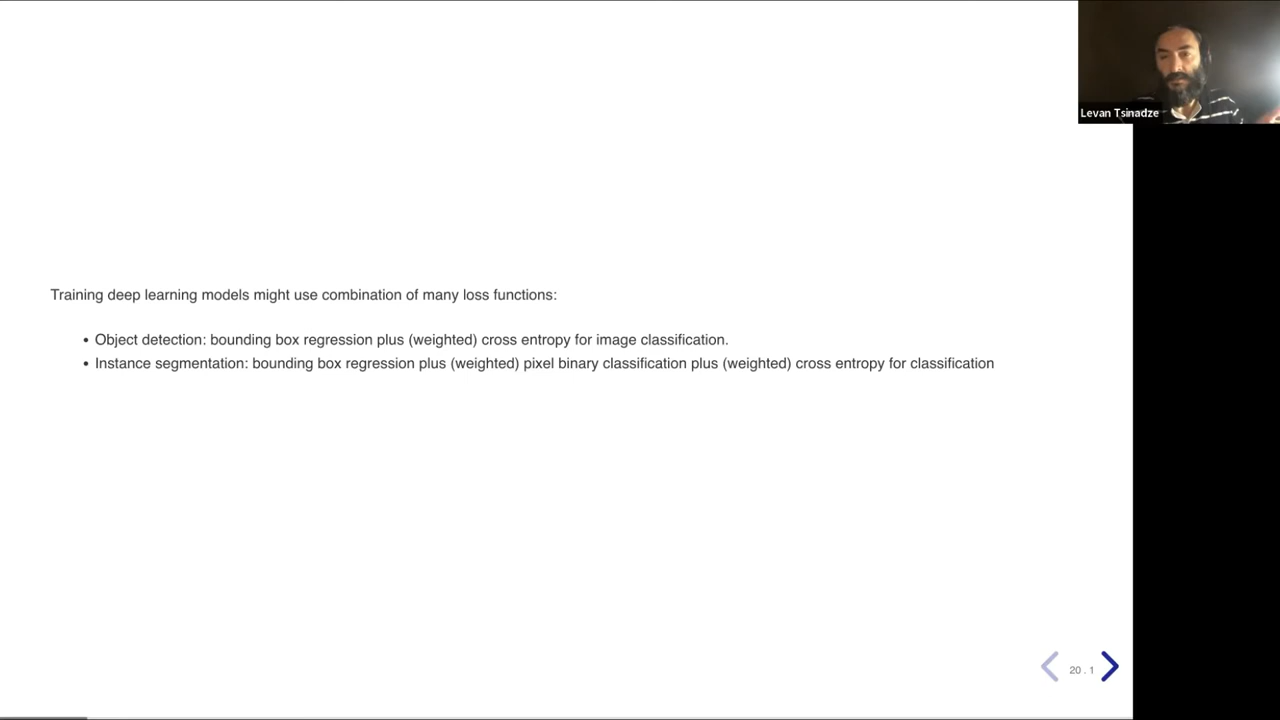 Levan Tsinadze
Training deep learning models might use combination of many loss functions:
• Object detection: bounding box regression plus (weighted) cross entropy for image classification.
• Instance segmentation: bounding box regression plus (weighted) pixel binary classification plus (weighted) cross entropy for classification
20 . 1